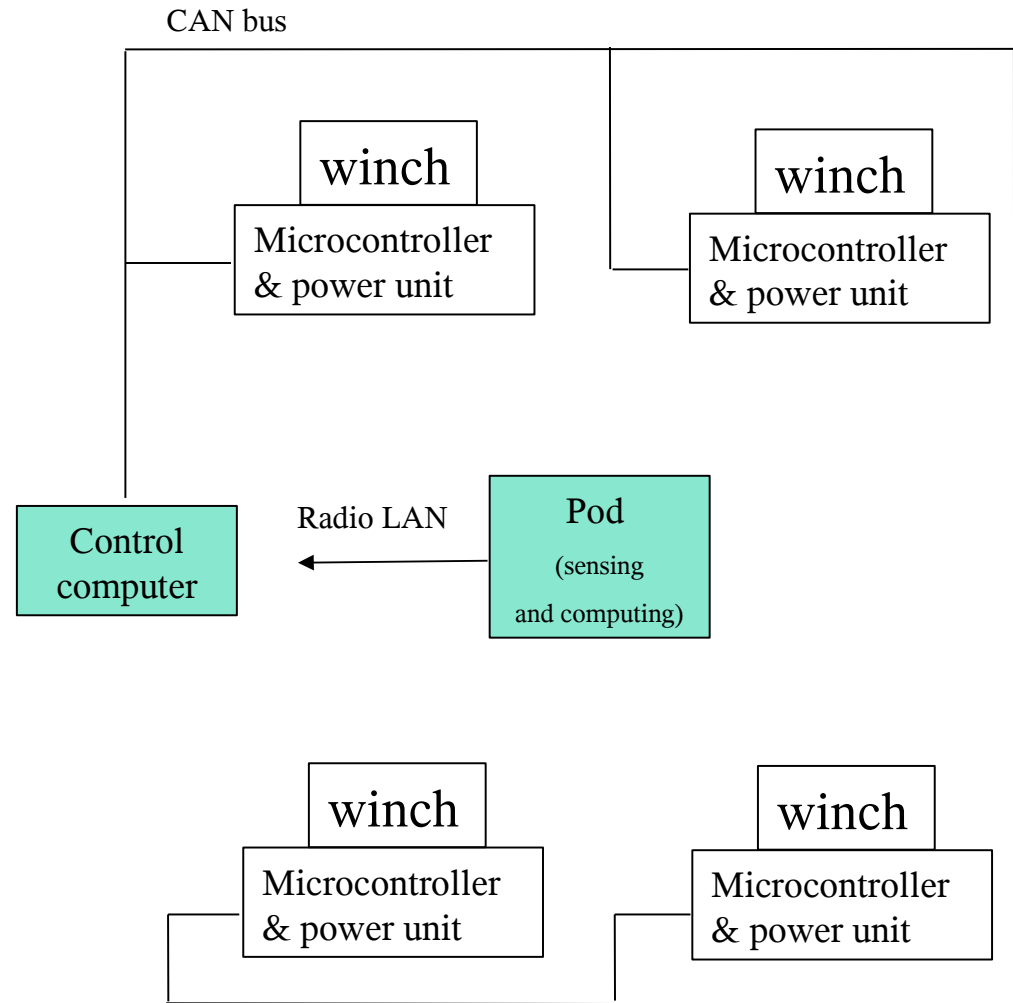 CAN bus
winch
Microcontroller
& power unit
winch
Microcontroller
& power unit
Control
computer
Radio LAN
Pod
(sensing
and computing)
winch
Microcontroller
& power unit
winch
Microcontroller
& power unit